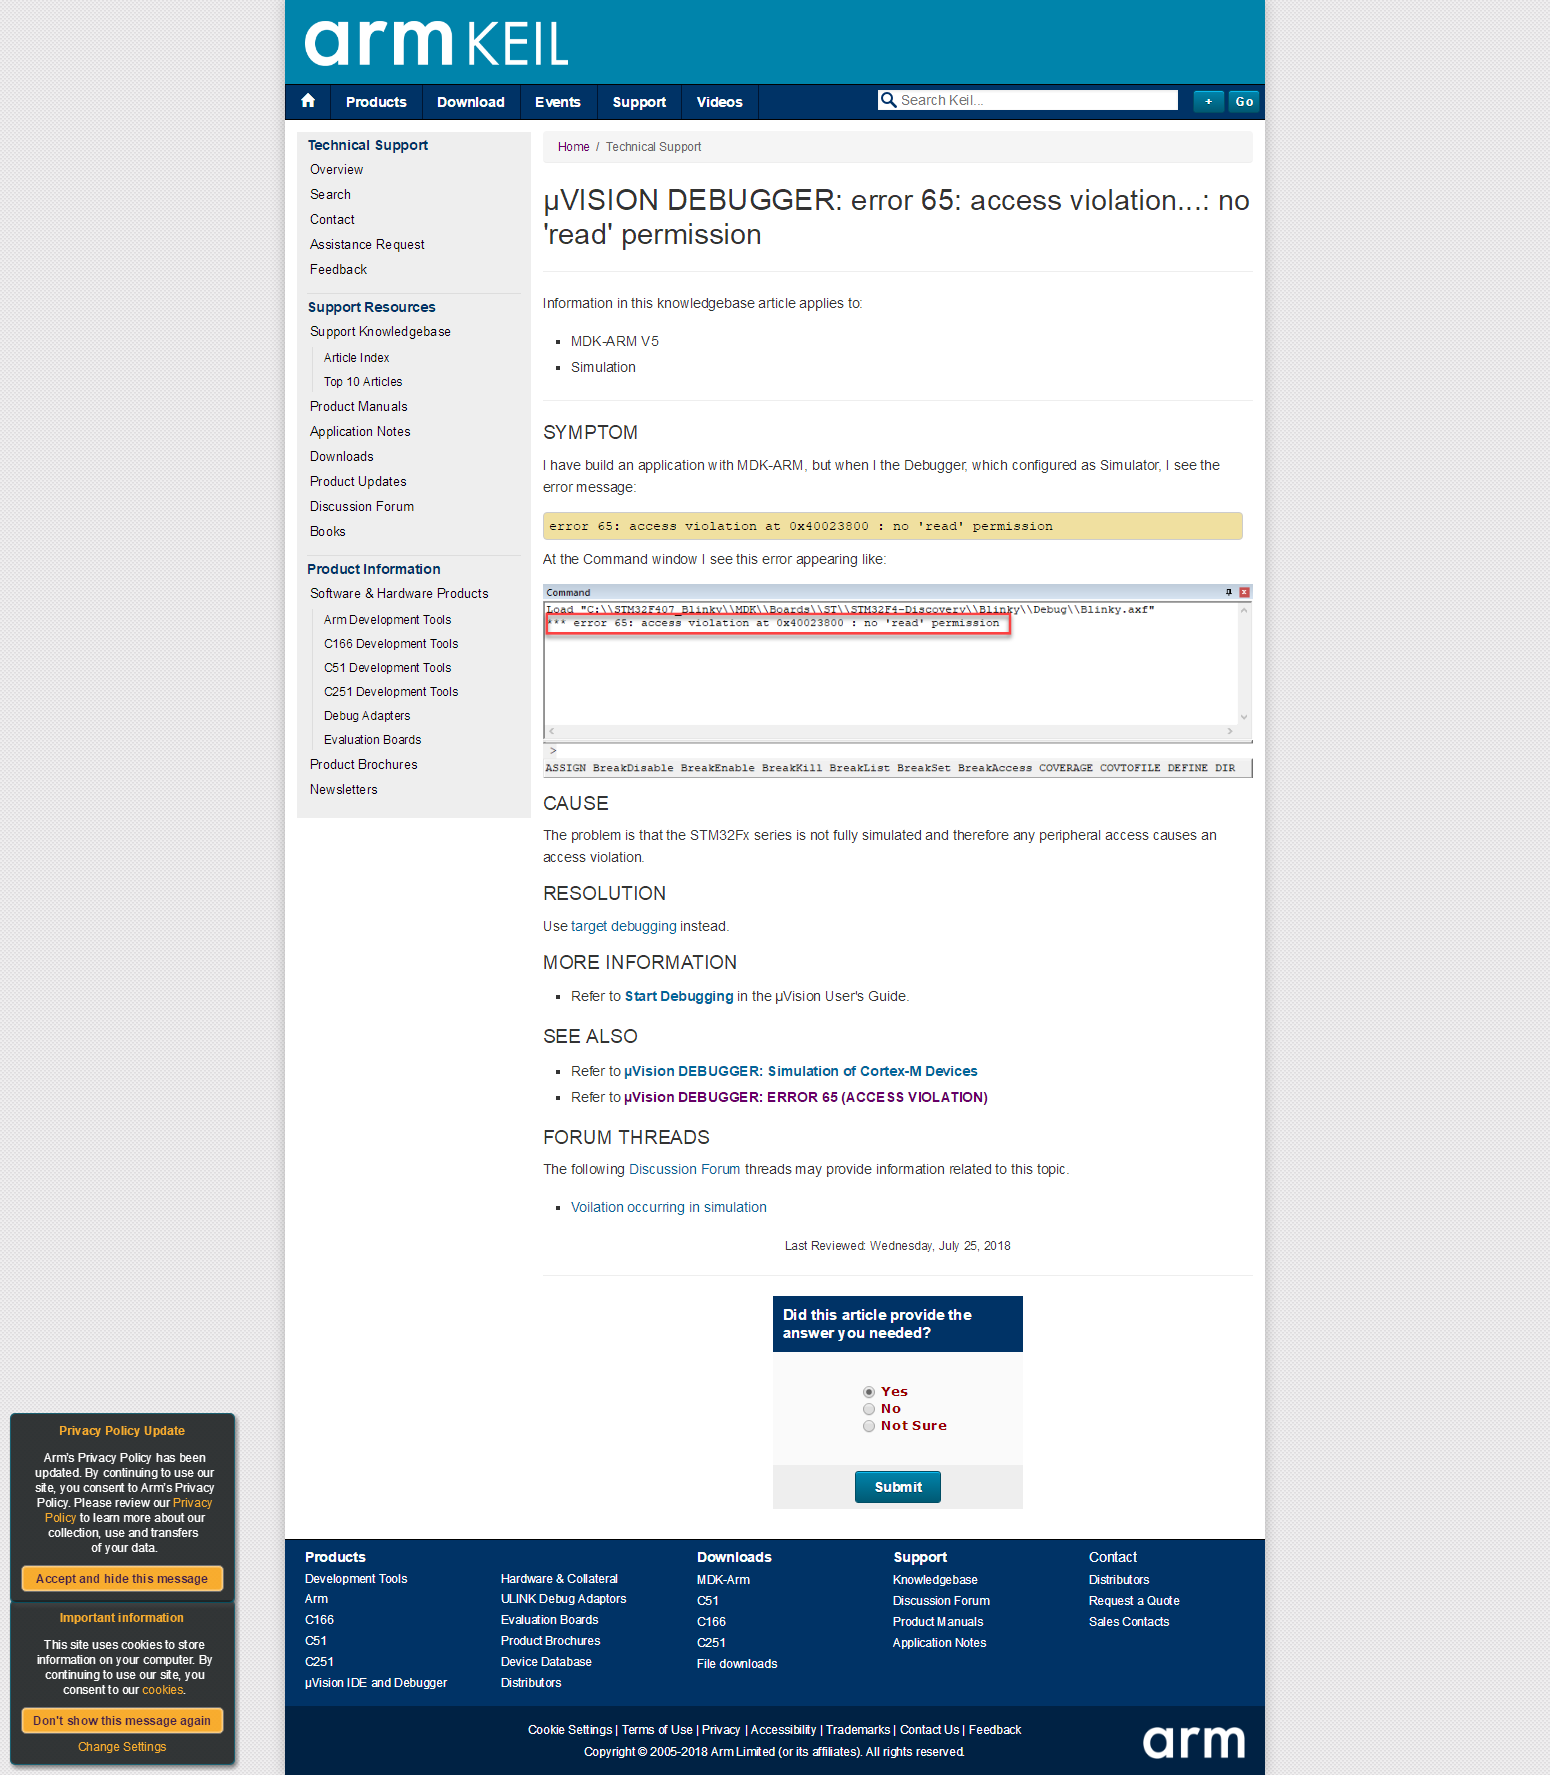 arm KEIL
Products
Download
Events
Support
Videos
Search Keil...
+
Go
Technical Support
Overview
Search
Contact
Assistance Request
Feedback
Support Resources
Support Knowledgebase
Article Index
Top 10 Articles
Product Manuals
Application Notes
Downloads
Product Updates
Discussion Forum
Books
Product Information
Software & Hardware Products
Arm Development Tools
C166 Development Tools
C51 Development Tools
C251 Development Tools
Debug Adapters
Evaluation Boards
Product Brochures
Newsletters
Home / Technical Support
µVISION DEBUGGER: error 65: access violation...: no
'read' permission
Information in this knowledgebase article applies to:
MDK-ARM V5
Simulation
SYMPTOM
I have build an application with MDK-ARM, but when I the Debugger, which configured as Simulator, I see the
error message:
error 65: access violation at 0x40023800 : no 'read' permission
At the Command window I see this error appearing like:
Command
Load "C:\\STM32F407_Blinky\\MDK\\Boards\\ST\\STM32F4-Discovery\\Blinky\\Debug\\Blinky.axf"
*** error 65: access violation at 0x40023800 : no 'read' permission
>
ASSIGN BreakDisable BreakEnable BreakKill BreakList BreakSet BreakAccess COVERAGE COVTOFILE DEFINE DIR
CAUSE
The problem is that the STM32Fx series is not fully simulated and therefore any peripheral access causes an
access violation.
RESOLUTION
Use target debugging instead.
MORE INFORMATION
Refer to Start Debugging in the µVision User's Guide.
SEE ALSO
Refer to µVision DEBUGGER: Simulation of Cortex-M Devices
Refer to µVision DEBUGGER: ERROR 65 (ACCESS VIOLATION)
FORUM THREADS
The following Discussion Forum threads may provide information related to this topic.
Voilation occurring in simulation
Last Reviewed: Wednesday, July 25, 2018
Did this article provide the
answer you needed?
Yes
No
Not Sure
Submit
Privacy Policy Update
Arm's Privacy Policy has been
updated. By continuing to use our
site, you consent to Arm's Privacy
Policy. Please review our Privacy
Policy to learn more about our
collection, use and transfers
of your data.
Accept and hide this message
Important information
This site uses cookies to store
information on your computer. By
continuing to use our site, you
consent to our cookies.
Don't show this message again
Change Settings
Products
Development Tools
Arm
C166
C51
C251
µVision IDE and Debugger
Hardware & Collateral
ULINK Debug Adaptors
Evaluation Boards
Product Brochures
Device Database
Distributors
Downloads
MDK-Arm
C51
C166
C251
File downloads
Support
Knowledgebase
Discussion Forum
Product Manuals
Application Notes
Contact
Distributors
Request a Quote
Sales Contacts
Cookie Settings | Terms of Use | Privacy | Accessibility | Trademarks | Contact Us | Feedback
Copyright © 2005-2018 Arm Limited (or its affiliates). All rights reserved.
arm